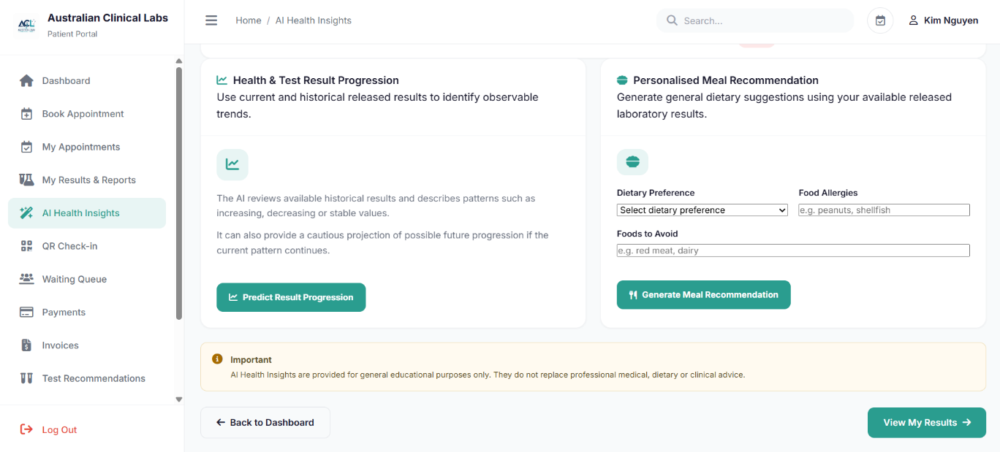 ACL
Australian Clinical Labs
Patient Portal
Home / AI Health Insights
Search...
Kim Nguyen
Dashboard
Book Appointment
My Appointments
My Results & Reports
AI Health Insights
QR Check-in
Waiting Queue
Payments
Invoices
Test Recommendations
Log Out
Health & Test Result Progression
Use current and historical released results to identify observable
trends.
The AI reviews available historical results and describes patterns such as
increasing, decreasing or stable values.
It can also provide a cautious projection of possible future progression if the
current pattern continues.
Predict Result Progression
Personalised Meal Recommendation
Generate general dietary suggestions using your available released
laboratory results.
Dietary Preference
Food Allergies
Select dietary preference
e.g. peanuts, shellfish
Foods to Avoid
e.g. red meat, dairy
Generate Meal Recommendation
Important
AI Health Insights are provided for general educational purposes only. They do not replace professional medical, dietary or clinical advice.
← Back to Dashboard
View My Results →